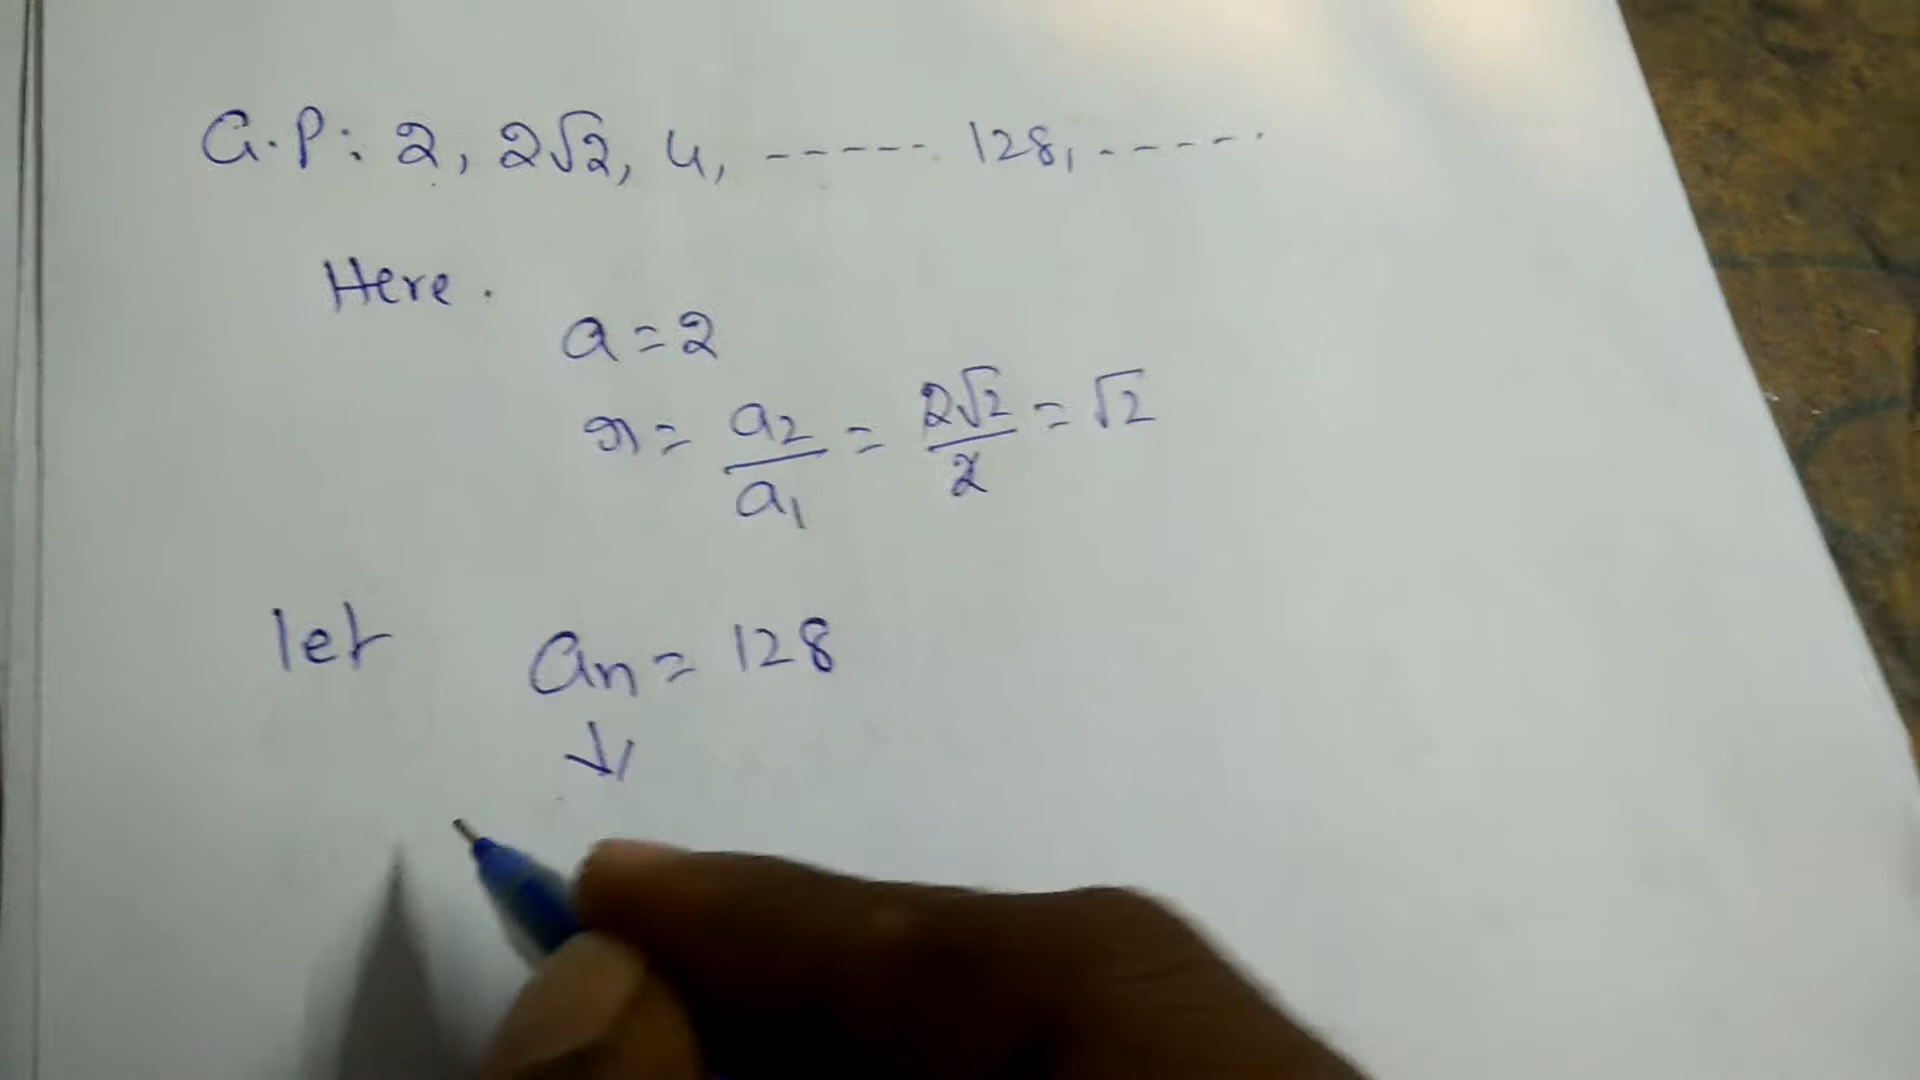 G.P: 2, 2√2, 4, ----- 128, -----
Here.
a = 2
r = a₂/a₁ = 2√2/2 = √2
let aₙ = 128
↓